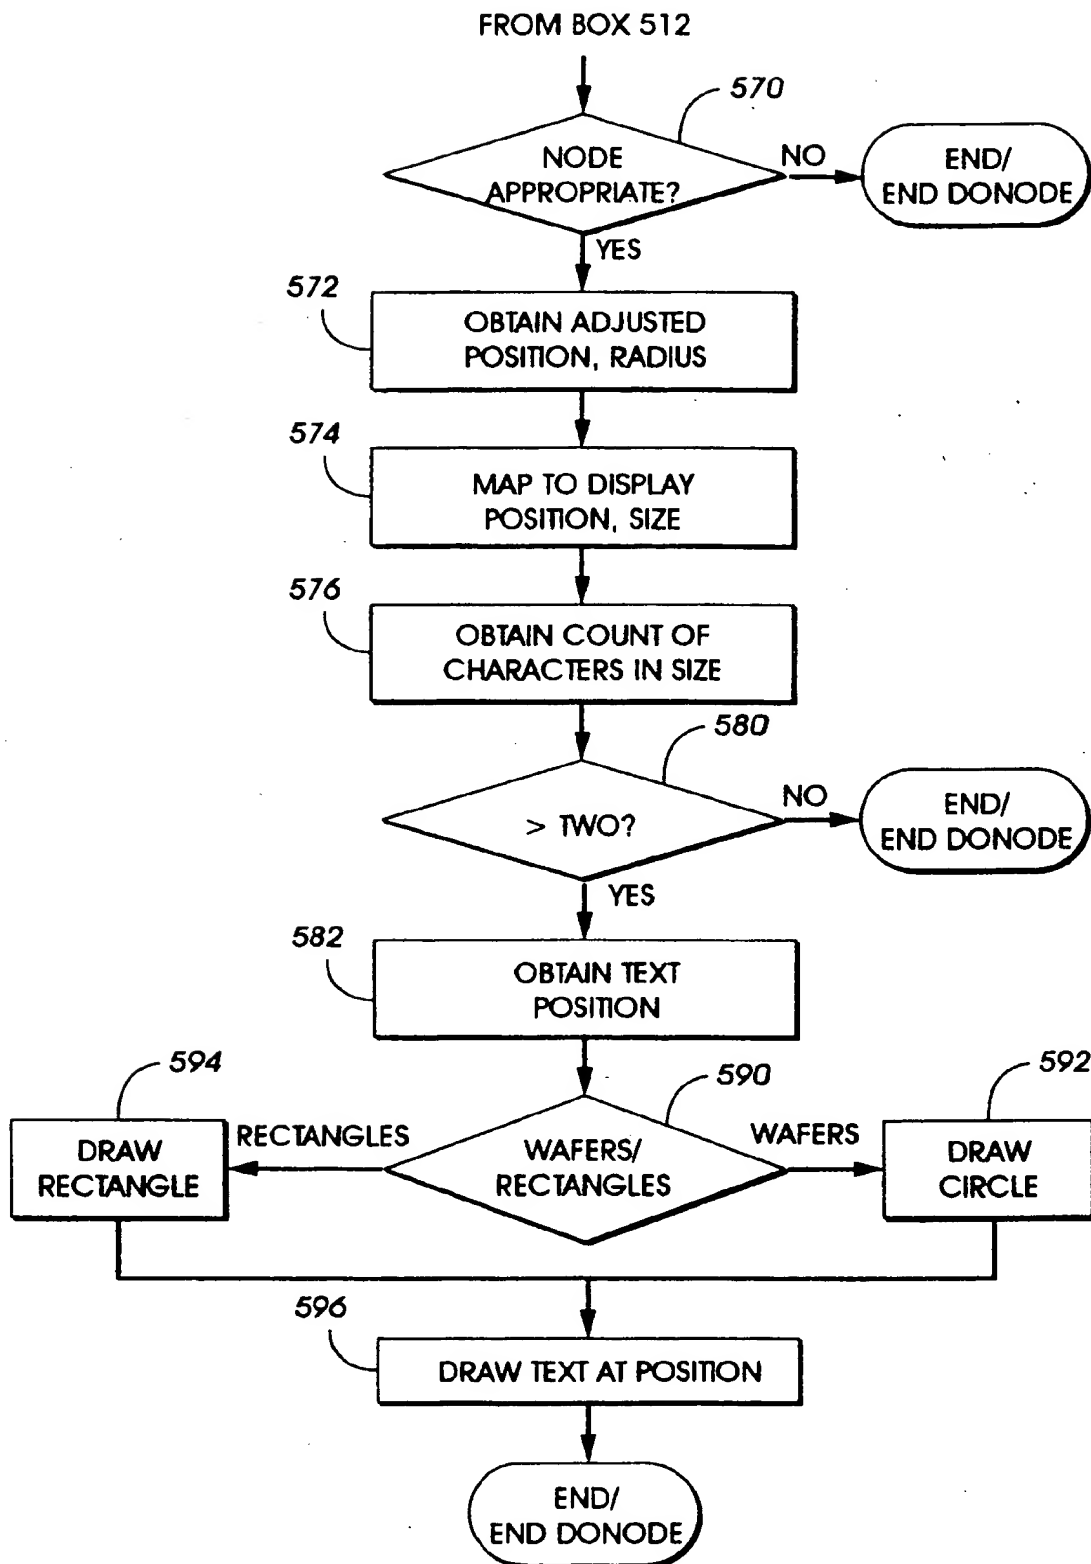 FROM BOX 512
570
NODE
APPROPRIATE?
NO
END/
END DONODE
YES
572
OBTAIN ADJUSTED
POSITION, RADIUS
574
MAP TO DISPLAY
POSITION, SIZE
576
OBTAIN COUNT OF
CHARACTERS IN SIZE
580
> TWO?
NO
END/
END DONODE
YES
582
OBTAIN TEXT
POSITION
594
590
592
DRAW
RECTANGLE
RECTANGLES
WAFERS/
RECTANGLES
WAFERS
DRAW
CIRCLE
596
DRAW TEXT AT POSITION
END/
END DONODE